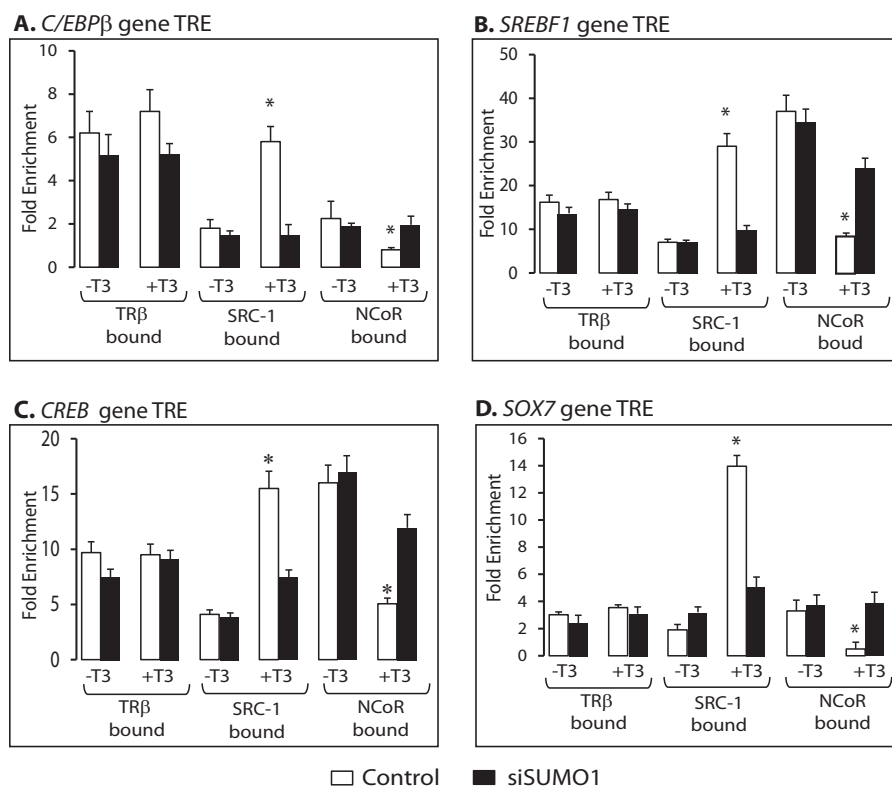 A. C/EBPβ gene TRE
Fold Enrichment
10
8
6
4
2
0
*
*
-T3 +T3 -T3 +T3 -T3 +T3
TRβ bound
SRC-1 bound
NCoR bound
B. SREBF1 gene TRE
Fold Enrichment
50
40
30
20
10
0
*
*
-T3 +T3 -T3 +T3 -T3 +T3
TRβ bound
SRC-1 bound
NCoR boud
C. CREB gene TRE
Fold Enrichment
20
15
10
5
0
*
*
-T3 +T3 -T3 +T3 -T3 +T3
TRβ bound
SRC-1 bound
NCoR bound
D. SOX7 gene TRE
Fold Enrichment
16
14
12
10
8
6
4
2
0
*
*
-T3 +T3 -T3 +T3 -T3 +T3
TRβ bound
SRC-1 bound
NCoR bound
Control siSUMO1